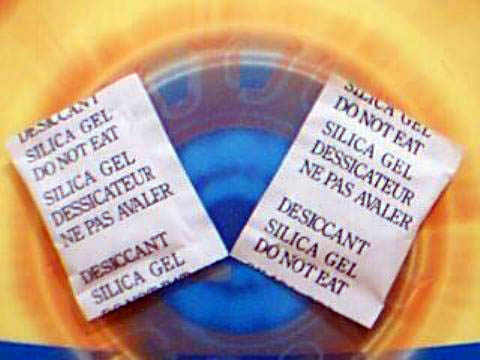 DESICCANT
SILICA GEL
DO NOT EAT
SILICA GEL
DESSICATEUR
NE PAS AVALER
DESICCANT
SILICA GEL
SILICA GEL
DO NOT EAT
SILICA GEL
DESSICATEUR
NE PAS AVALER
DESICCANT
SILICA GEL
DO NOT EAT